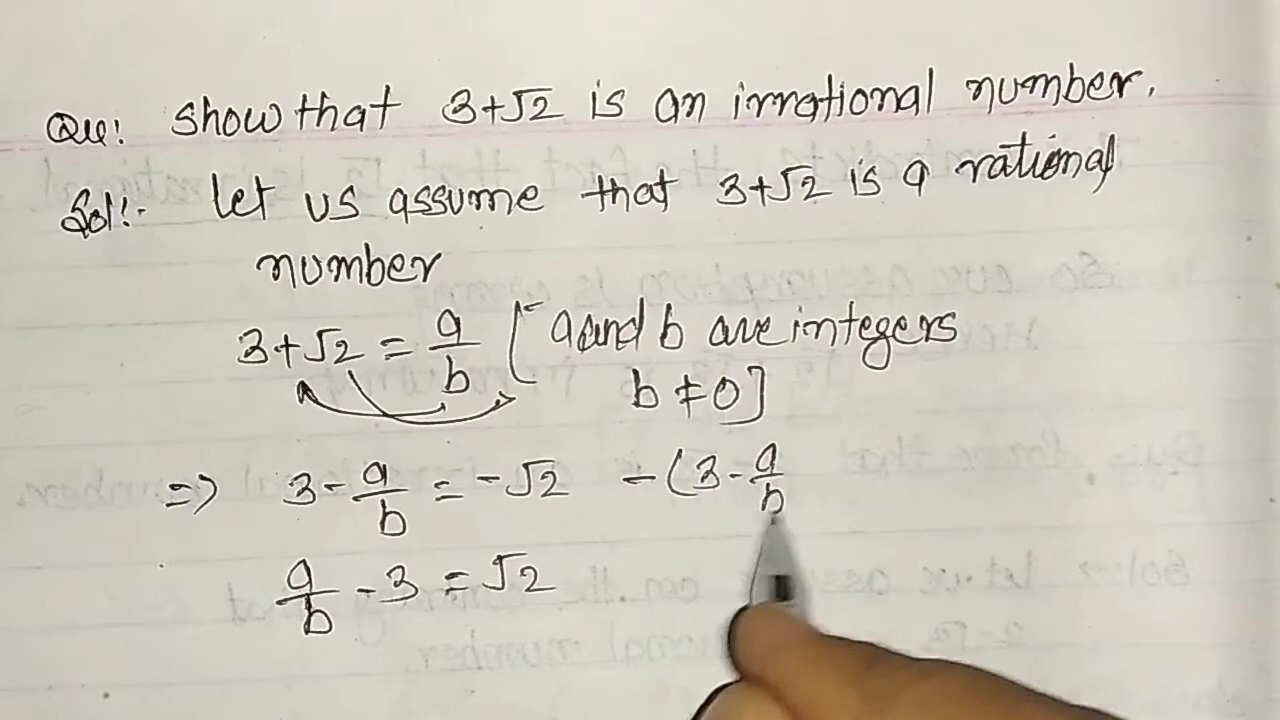 Que: Show that 3+√2 is an irrational number.
Sol:- Let us assume that 3+√2 is a rational
number
3+√2 = a/b [ a and b are integers
b ≠ 0]
=> 3 - a/b = -√2 - (3 - a/b
a/b - 3 = √2